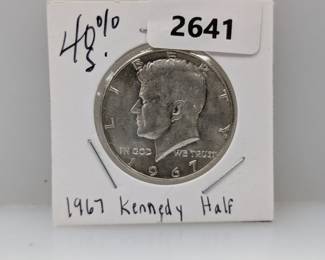 2641
40%
S.
LIBERTY
IN GOD WE TRUST
1967
1967 Kennedy Half